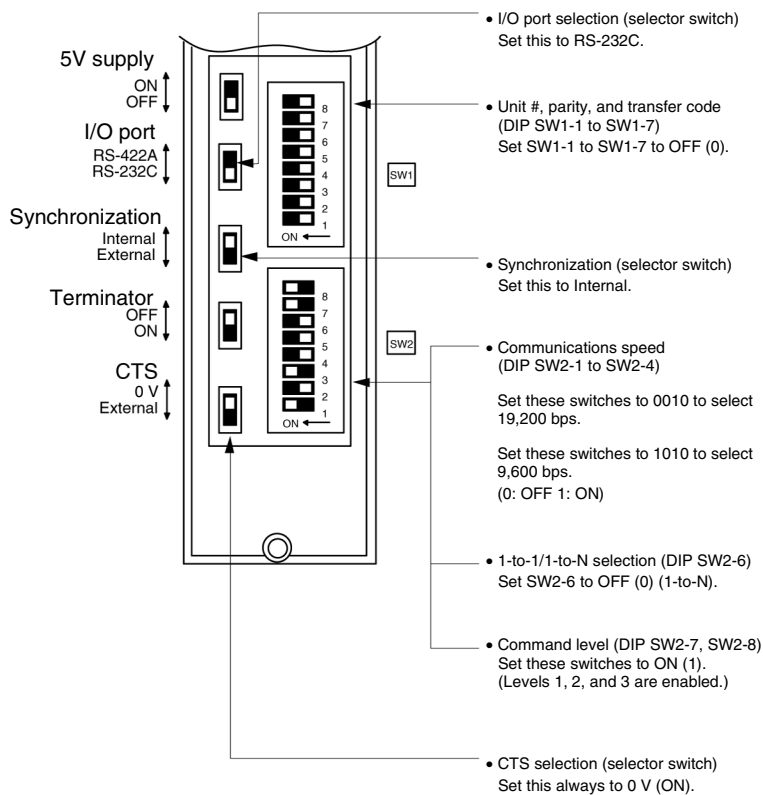 5V supply
ON
OFF
I/O port
RS-422A
RS-232C
Synchronization
Internal
External
Terminator
OFF
ON
CTS
0 V
External
8
7
6
5
4
3
2
1
ON
SW1
8
7
6
5
4
3
2
1
ON
SW2
• I/O port selection (selector switch)
Set this to RS-232C.
• Unit #, parity, and transfer code
(DIP SW1-1 to SW1-7)
Set SW1-1 to SW1-7 to OFF (0).
• Synchronization (selector switch)
Set this to Internal.
• Communications speed
(DIP SW2-1 to SW2-4)
Set these switches to 0010 to select
19,200 bps.
Set these switches to 1010 to select
9,600 bps.
(0: OFF 1: ON)
• 1-to-1/1-to-N selection (DIP SW2-6)
Set SW2-6 to OFF (0) (1-to-N).
• Command level (DIP SW2-7, SW2-8)
Set these switches to ON (1).
(Levels 1, 2, and 3 are enabled.)
• CTS selection (selector switch)
Set this always to 0 V (ON).